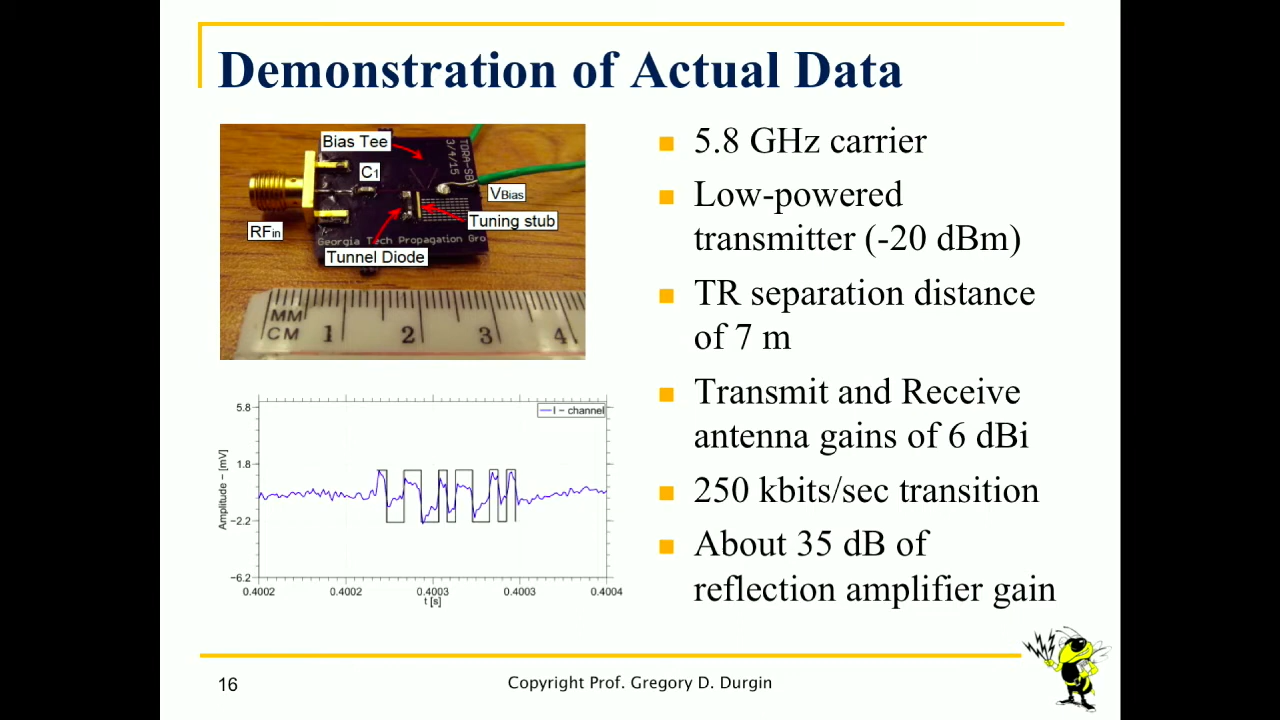 Demonstration of Actual Data
Bias Tee
C1
TDRA-SB
3/4/15
VBias
RFin
Tuning stub
Georgia Tech Propagation Gro
Tunnel Diode
MM
CM 1 2 3 4
5.8 GHz carrier
Low-powered
transmitter (-20 dBm)
TR separation distance
of 7 m
Transmit and Receive
antenna gains of 6 dBi
250 kbits/sec transition
About 35 dB of
reflection amplifier gain
I − channel
Amplitude − [mV]
5.8
1.8
−2.2
−6.2
0.4002 0.4002 0.4003 0.4003 0.4004
t [s]
16
Copyright Prof. Gregory D. Durgin